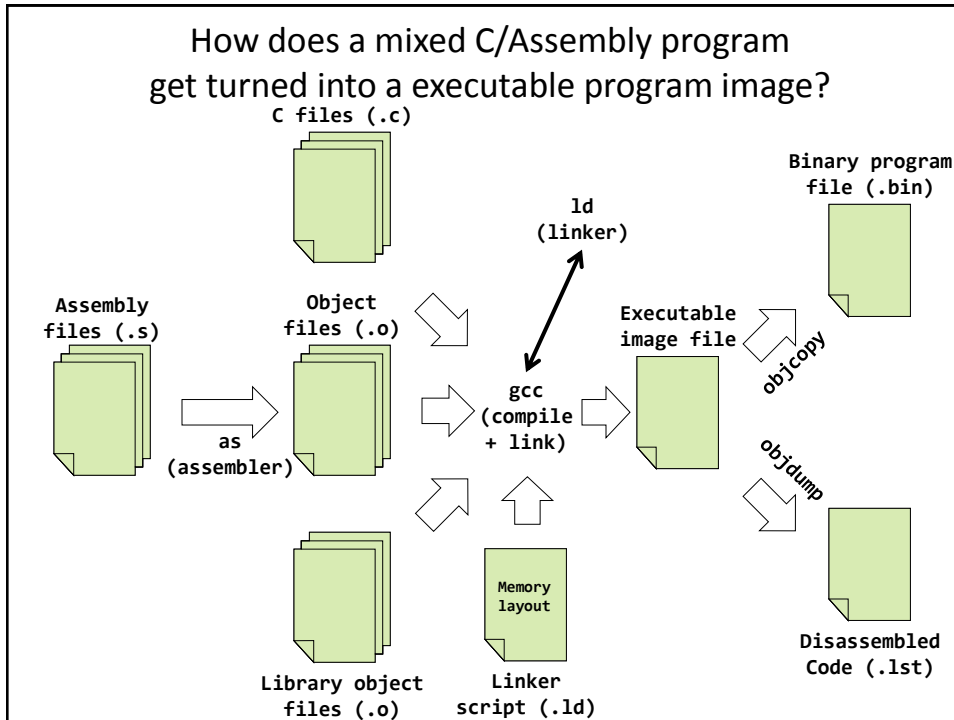 How does a mixed C/Assembly program
get turned into a executable program image?
C files (.c)
Binary program
file (.bin)
ld
(linker)
Assembly
files (.s)
Object
files (.o)
Executable
image file
objcopy
gcc
(compile
+ link)
as
(assembler)
objdump
Memory
layout
Library object
files (.o)
Linker
script (.ld)
Disassembled
Code (.lst)